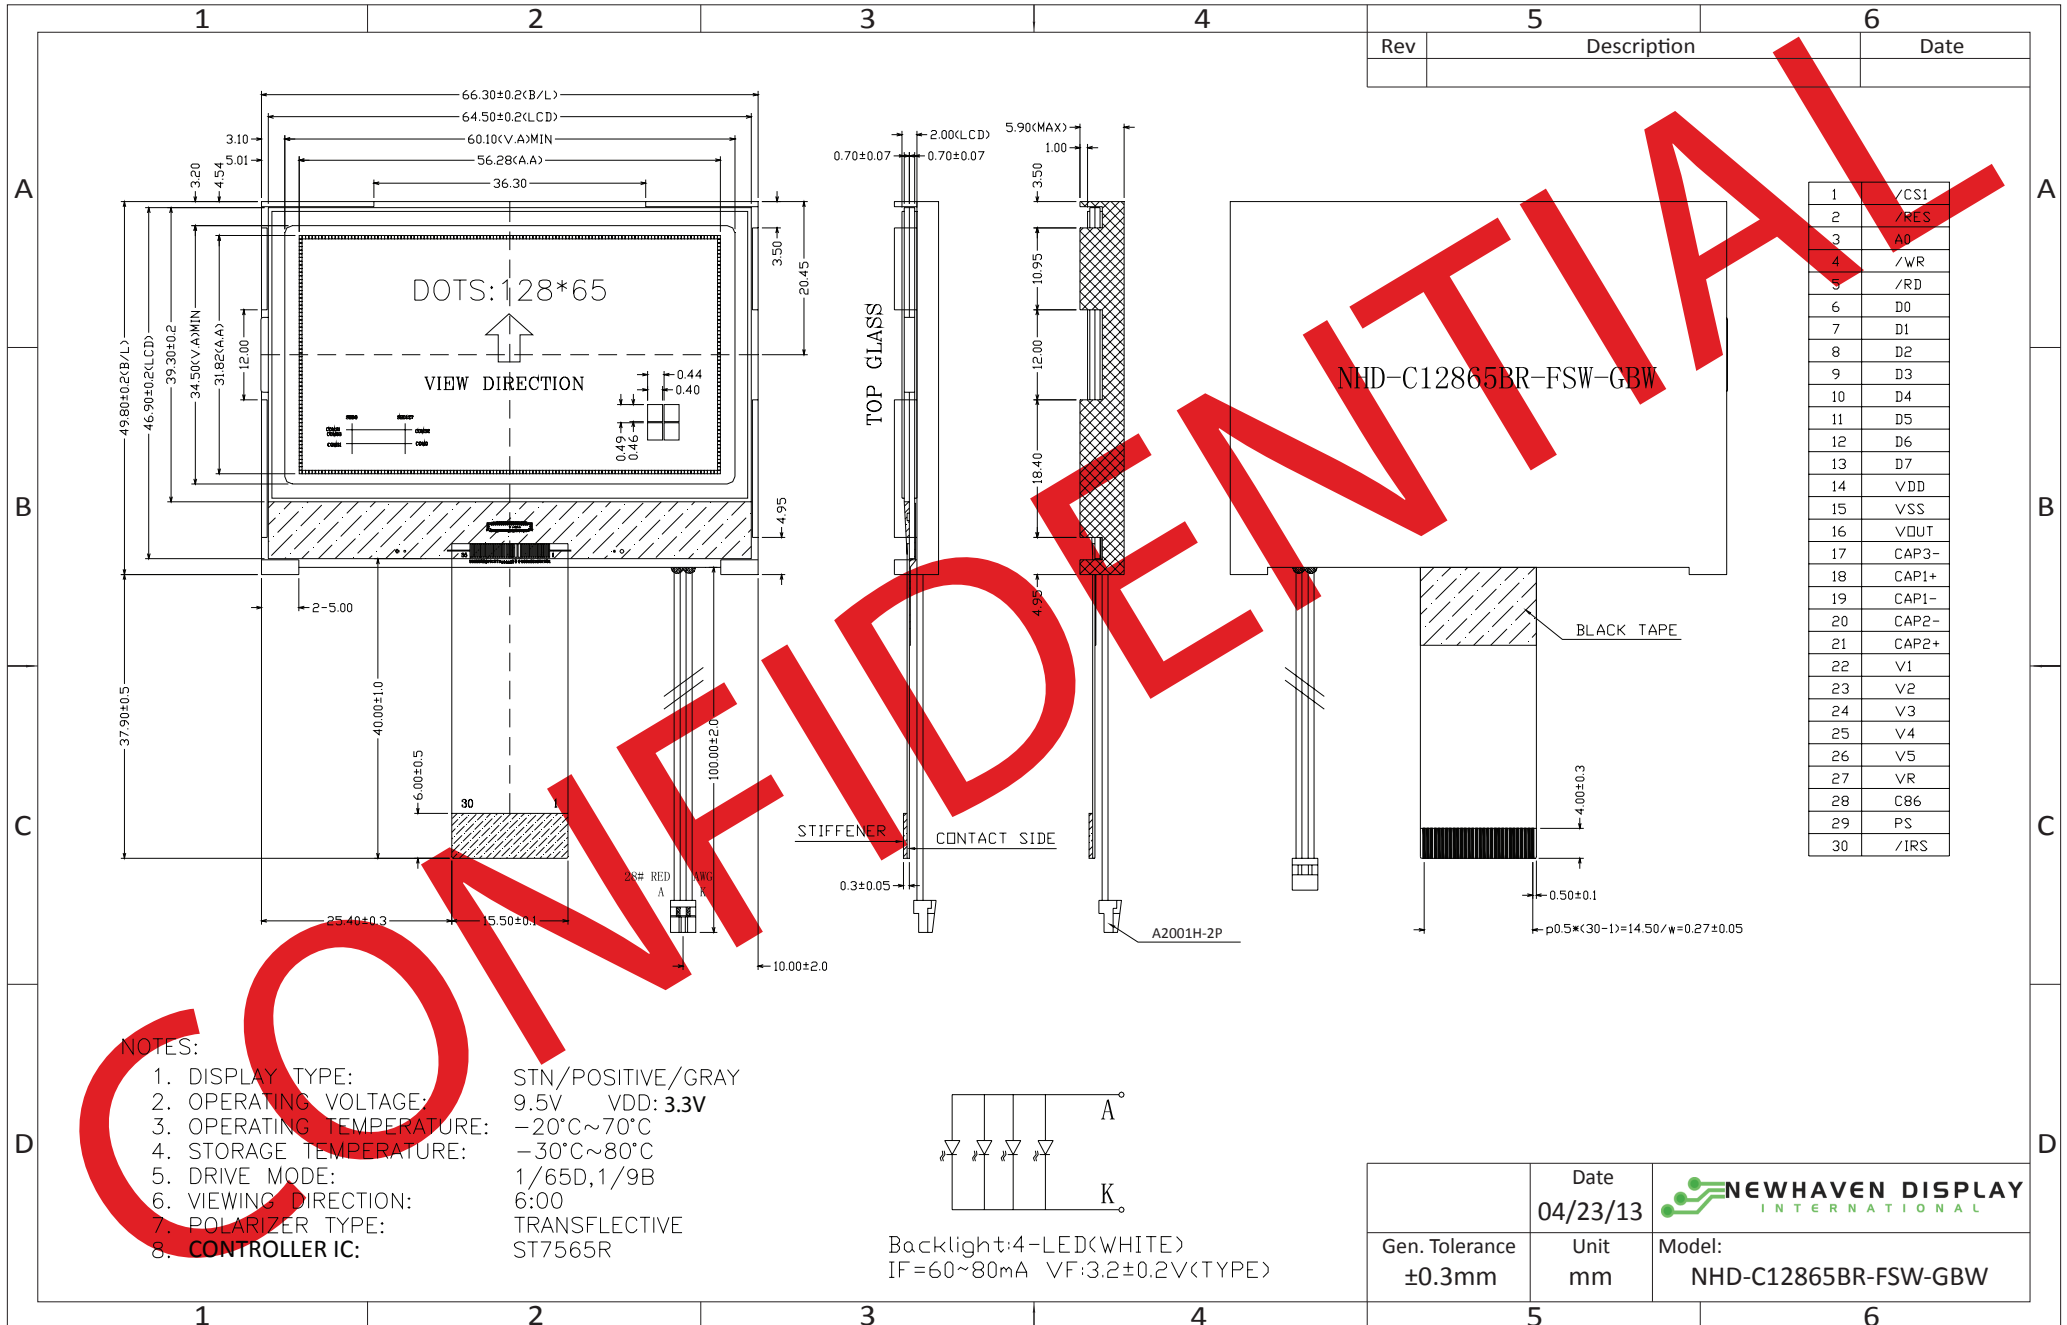 1 2 3 4 5 6
Rev Description Date
A
A
B
B
C
C
D
D
66.30±0.2(B/L)
64.50±0.2(LCD)
3.10
60.10(V.A)MIN
5.01
56.28(A.A)
36.30
3.20
4.54
49.80±0.2(B/L)
46.90±0.2(LCD)
39.30±0.2
34.50(V.A)MIN
31.82(A.A)
12.00
3.50
20.45
DOTS:128*65
VIEW DIRECTION
0.44
0.40
0.49
0.46
4.95
2-5.00
37.90±0.5
40.00±1.0
6.00±0.5
100.00±2.0
30 1
28# RED AWG
A K
25.40±0.3
15.50±0.1
10.00±2.0
2.00(LCD)
0.70±0.07 0.70±0.07
TOP GLASS
STIFFENER
CONTACT SIDE
0.3±0.05
5.90(MAX)
1.00
3.50
10.95
12.00
18.40
4.95
A2001H-2P
NHD-C12865BR-FSW-GBW
BLACK TAPE
4.00±0.3
0.50±0.1
p0.5*(30-1)=14.50/w=0.27±0.05
1 /CS1
2 /RES
3 A0
4 /WR
5 /RD
6 D0
7 D1
8 D2
9 D3
10 D4
11 D5
12 D6
13 D7
14 VDD
15 VSS
16 VOUT
17 CAP3-
18 CAP1+
19 CAP1-
20 CAP2-
21 CAP2+
22 V1
23 V2
24 V3
25 V4
26 V5
27 VR
28 C86
29 PS
30 /IRS
CONFIDENTIAL
NOTES:
1. DISPLAY TYPE: STN/POSITIVE/GRAY
2. OPERATING VOLTAGE: 9.5V VDD: 3.3V
3. OPERATING TEMPERATURE: -20°C~70°C
4. STORAGE TEMPERATURE: -30°C~80°C
5. DRIVE MODE: 1/65D,1/9B
6. VIEWING DIRECTION: 6:00
7. POLARIZER TYPE: TRANSFLECTIVE
8. CONTROLLER IC: ST7565R
A
K
Backlight:4-LED(WHITE)
IF=60~80mA VF:3.2±0.2V(TYPE)
Date
04/23/13
NEWHAVEN DISPLAY
INTERNATIONAL
Gen. Tolerance
±0.3mm
Unit
mm
Model:
NHD-C12865BR-FSW-GBW
1 2 3 4 5 6